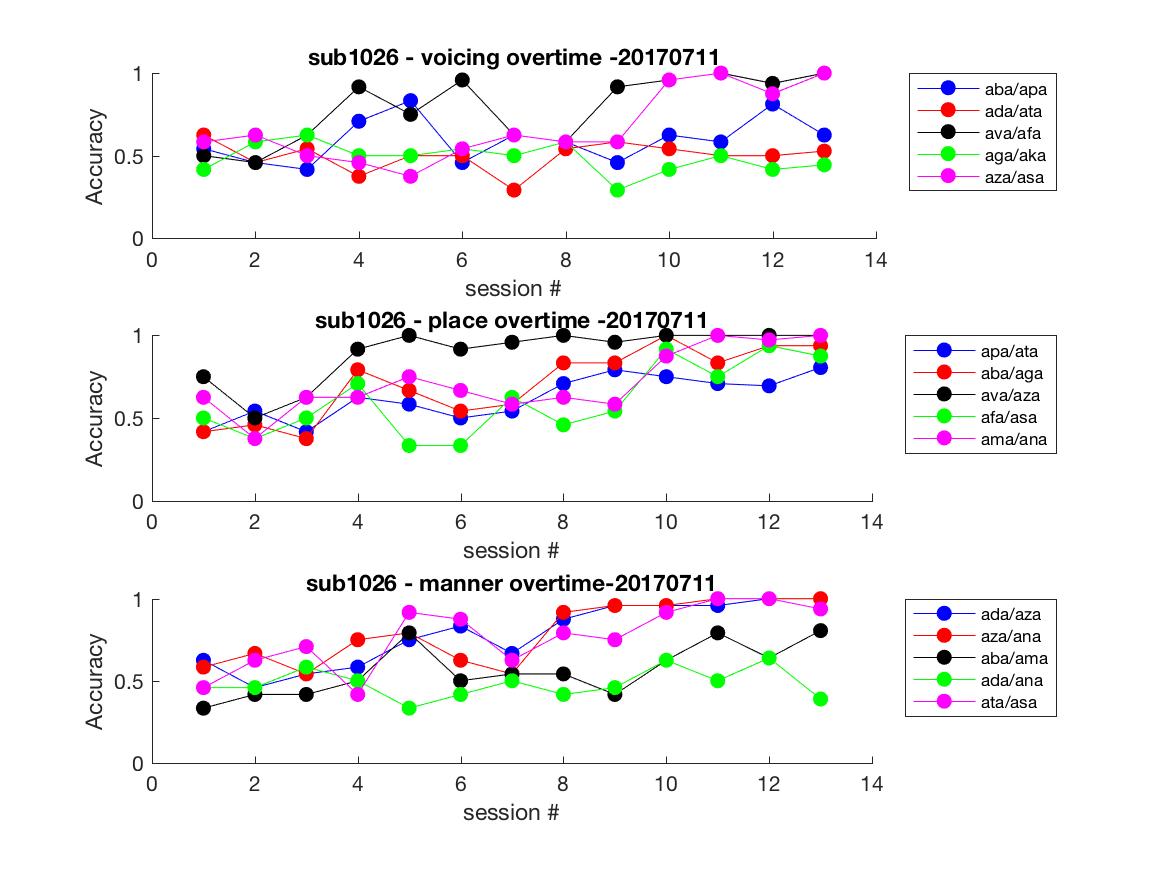 sub1026 - voicing overtime -20170711
1
0.5
0
Accuracy
0 2 4 6 8 10 12 14
session #
aba/apa
ada/ata
ava/afa
aga/aka
aza/asa
sub1026 - place overtime -20170711
1
0.5
0
Accuracy
0 2 4 6 8 10 12 14
session #
apa/ata
aba/aga
ava/aza
afa/asa
ama/ana
sub1026 - manner overtime-20170711
1
0.5
0
Accuracy
0 2 4 6 8 10 12 14
session #
ada/aza
aza/ana
aba/ama
ada/ana
ata/asa